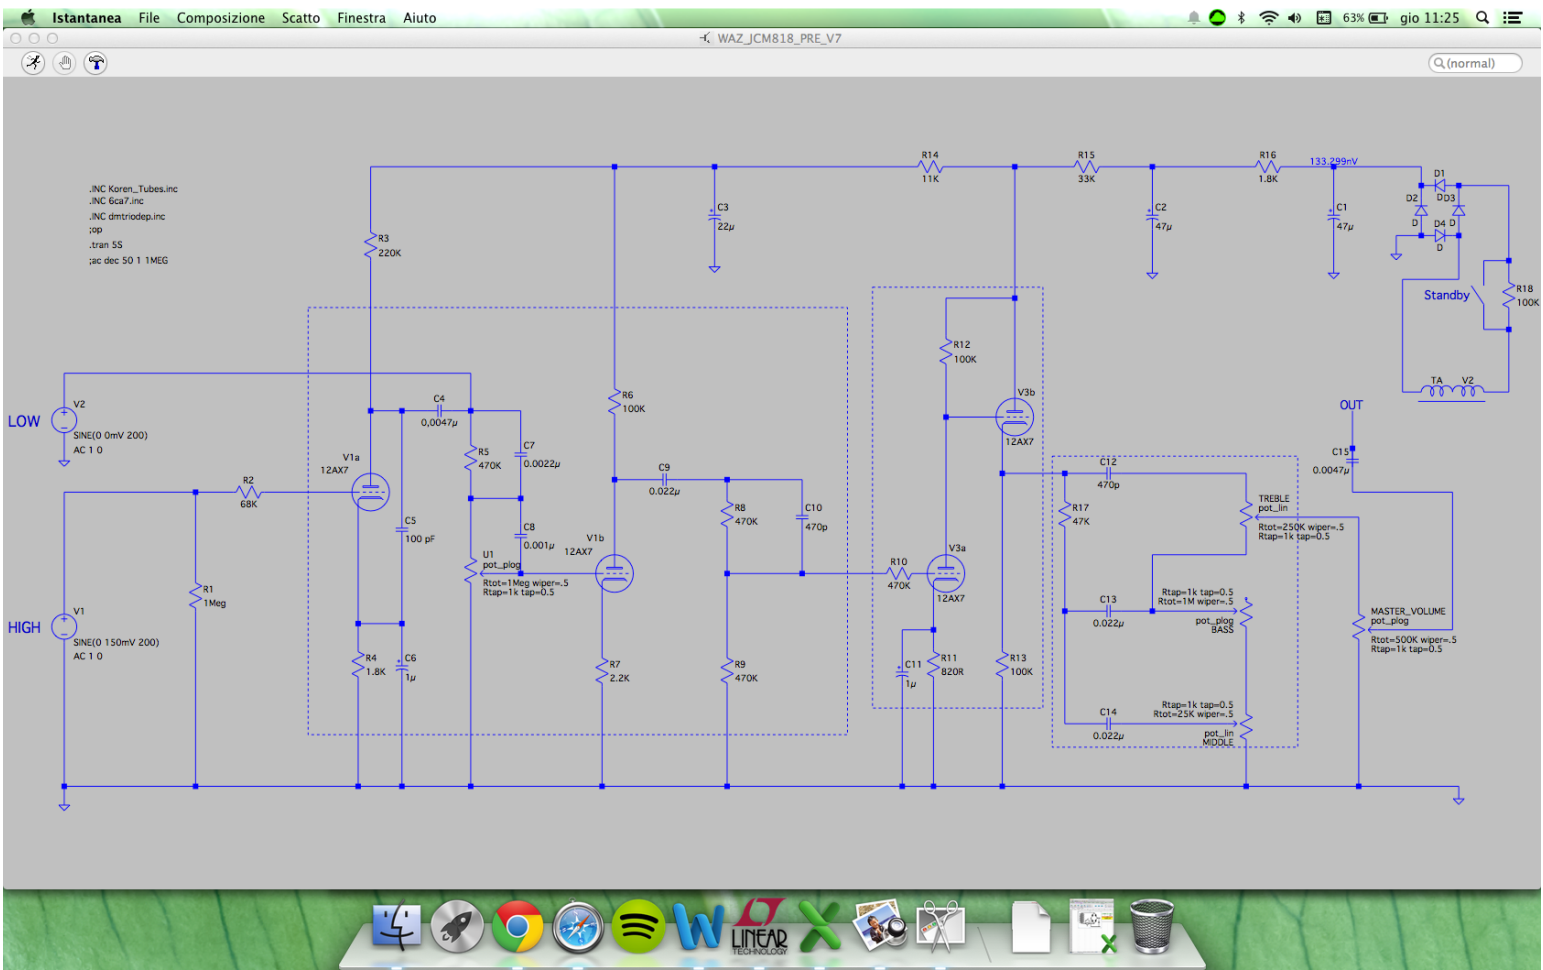 Istantanea File Composizione Scatto Finestra Aiuto
63% gio 11:25
WAZ_JCM818_PRE_V7
(normal)
.INC Koren_Tubes.inc
.INC 6ca7.inc
.INC dmtriodep.inc
;op
.tran 5S
;ac dec 50 1 1MEG
R14
11K
R15
33K
R16
1.8K
133.299nV
D1
D
D2
D
D3
D
D4
D
C3
22µ
C2
47µ
C1
47µ
R3
220K
Standby
R18
100K
TA V2
R12
100K
V3b
12AX7
OUT
C15
0.0047µ
LOW
V2
SINE(0 0mV 200)
AC 1 0
C4
0,0047µ
R6
100K
R5
470K
C7
0.0022µ
V1a
12AX7
R2
68K
C5
100 pF
C8
0.001µ
U1
pot_plog
Rtot=1Meg wiper=.5
Rtap=1k tap=0.5
V1b
12AX7
C9
0.022µ
R8
470K
C10
470p
R10
470K
V3a
12AX7
C12
470p
R17
47K
TREBLE
pot_lin
Rtot=250K wiper=.5
Rtap=1k tap=0.5
R1
1Meg
HIGH
V1
SINE(0 150mV 200)
AC 1 0
C13
0.022µ
Rtap=1k tap=0.5
Rtot=1M wiper=.5
pot_plog
BASS
MASTER_VOLUME
pot_plog
Rtot=500K wiper=.5
Rtap=1k tap=0.5
R4
1.8K
C6
1µ
R7
2.2K
R9
470K
C11
1µ
R11
820R
R13
100K
C14
0.022µ
Rtap=1k tap=0.5
Rtot=25K wiper=.5
pot_lin
MIDDLE
LINEAR
TECHNOLOGY